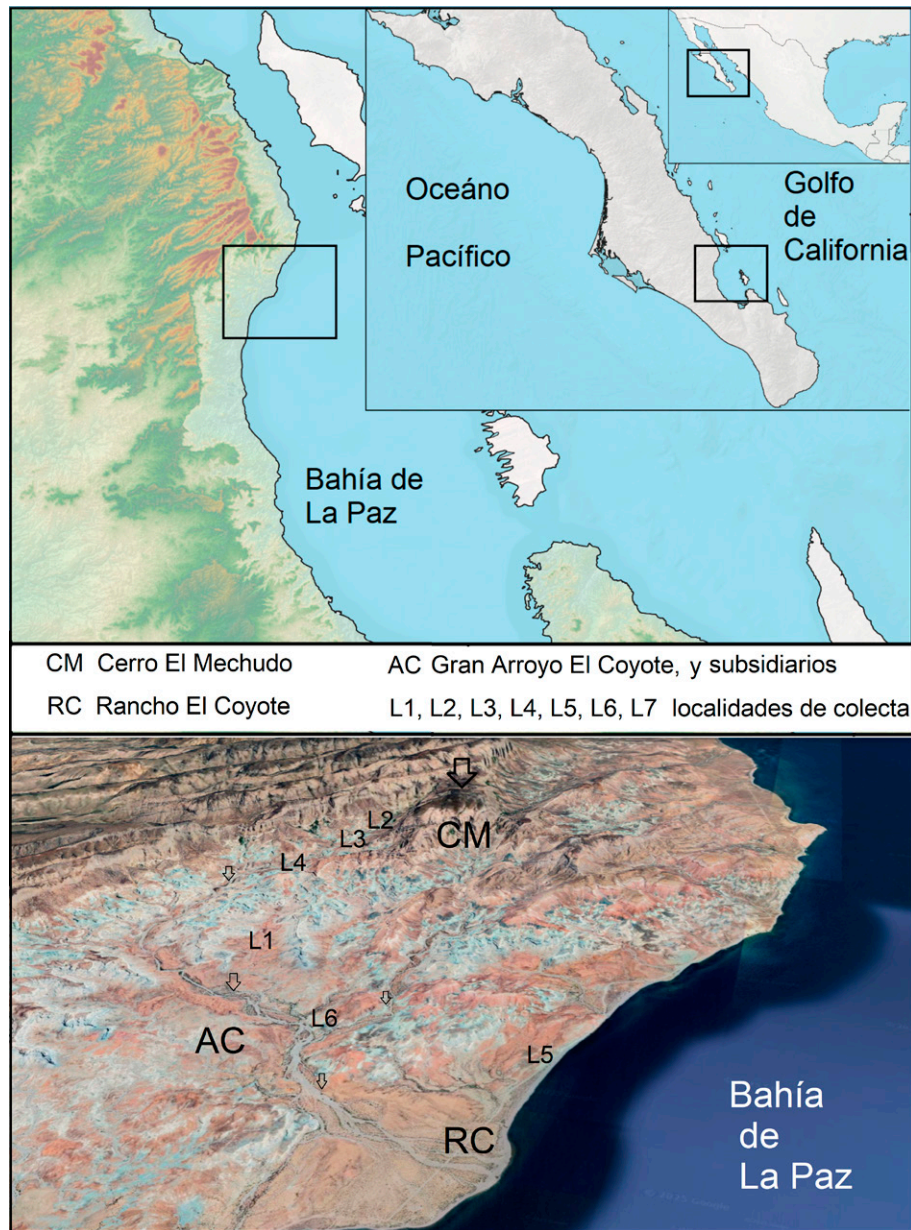 Oceáno
Pacífico
Golfo
de
California
Bahía de
La Paz
CM Cerro El Mechudo
AC Gran Arroyo El Coyote, y subsidiarios
RC Rancho El Coyote
L1, L2, L3, L4, L5, L6, L7 localidades de colecta
CM
L2
L3
L4
L1
L6
AC
L5
RC
Bahía
de
La Paz